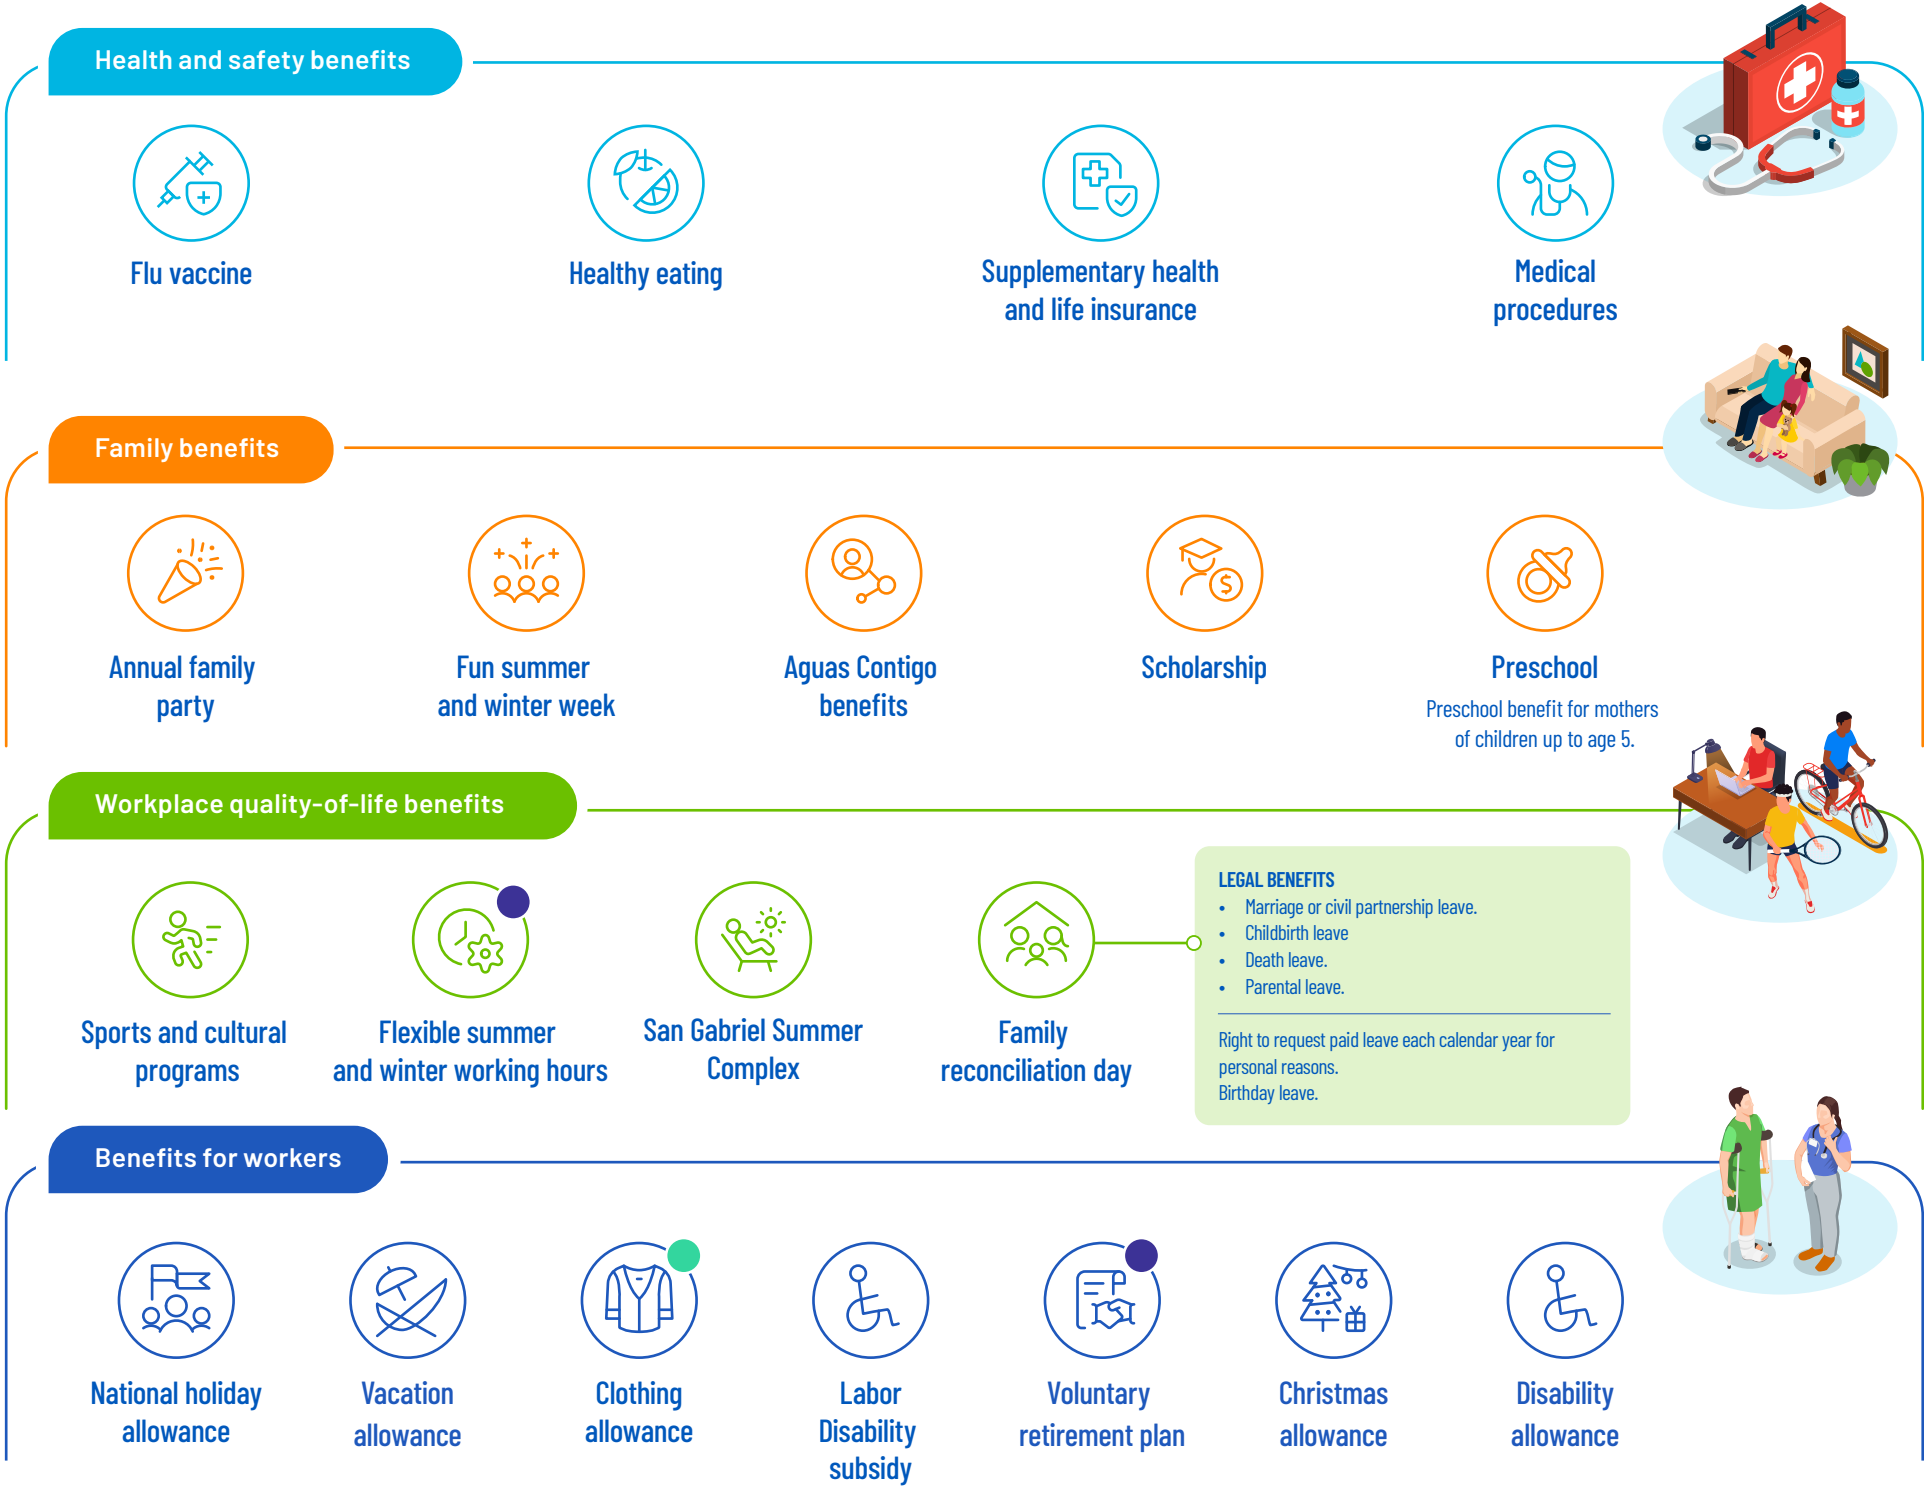 Health and safety benefits
Flu vaccine
Healthy eating
Supplementary health
and life insurance
Medical
procedures
Family benefits
Annual family
party
Fun summer
and winter week
Aguas Contigo
benefits
Scholarship
Preschool
Preschool benefit for mothers
of children up to age 5.
Workplace quality-of-life benefits
Sports and cultural
programs
Flexible summer
and winter working hours
San Gabriel Summer
Complex
Family
reconciliation day
LEGAL BENEFITS
• Marriage or civil partnership leave.
• Childbirth leave
• Death leave.
• Parental leave.
Right to request paid leave each calendar year for
personal reasons.
Birthday leave.
Benefits for workers
National holiday
allowance
Vacation
allowance
Clothing
allowance
Labor
Disability
subsidy
Voluntary
retirement plan
Christmas
allowance
Disability
allowance